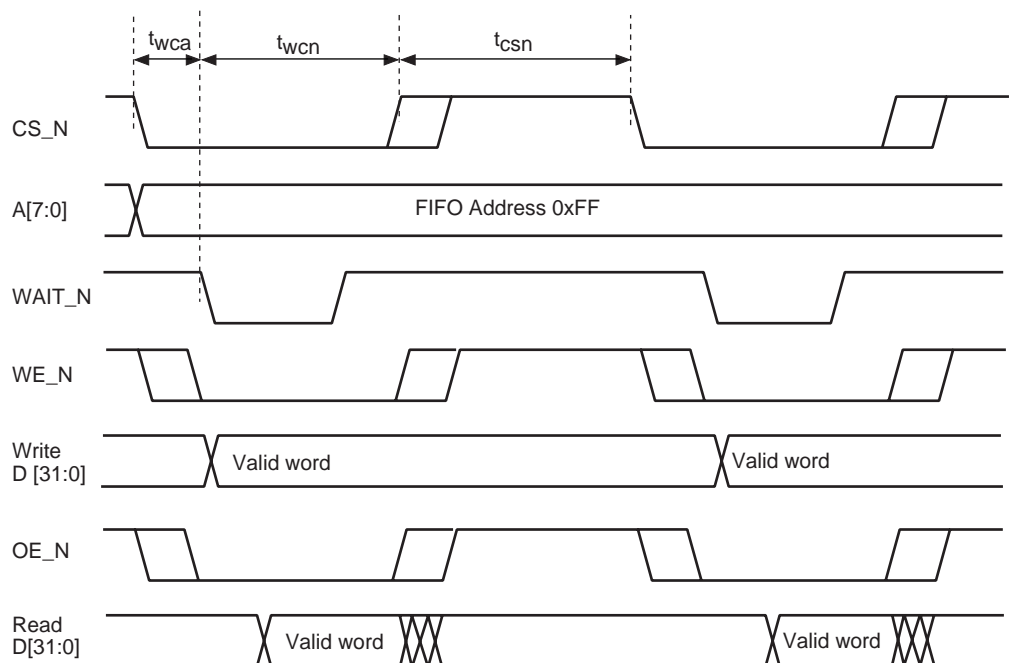 twca
twcn
tcsn
CS_N
A[7:0]
FIFO Address 0xFF
WAIT_N
WE_N
Write
D [31:0]
Valid word
Valid word
OE_N
Read
D[31:0]
Valid word
Valid word